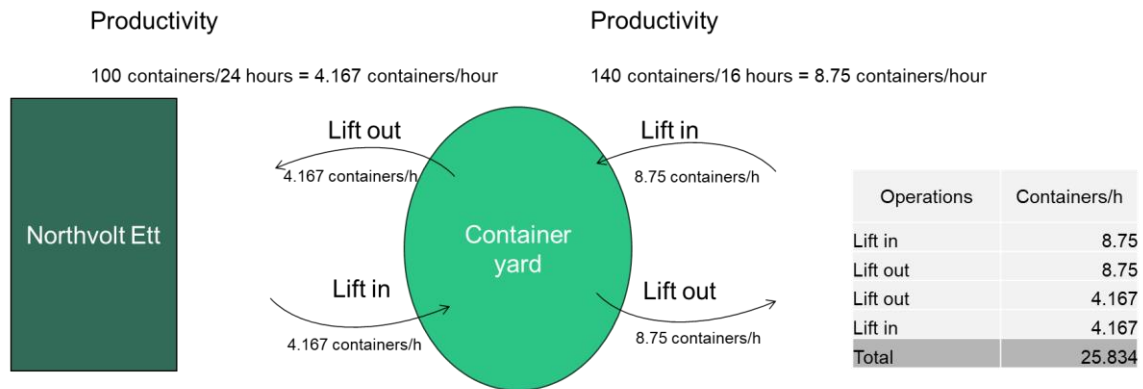 Productivity
Productivity
100 containers/24 hours = 4.167 containers/hour
140 containers/16 hours = 8.75 containers/hour
Lift out
Lift in
4.167 containers/h
8.75 containers/h
Northvolt Ett
Container
yard
Lift in
Lift out
4.167 containers/h
8.75 containers/h
Operations Containers/h
Lift in 8.75
Lift out 8.75
Lift out 4.167
Lift in 4.167
Total 25.834